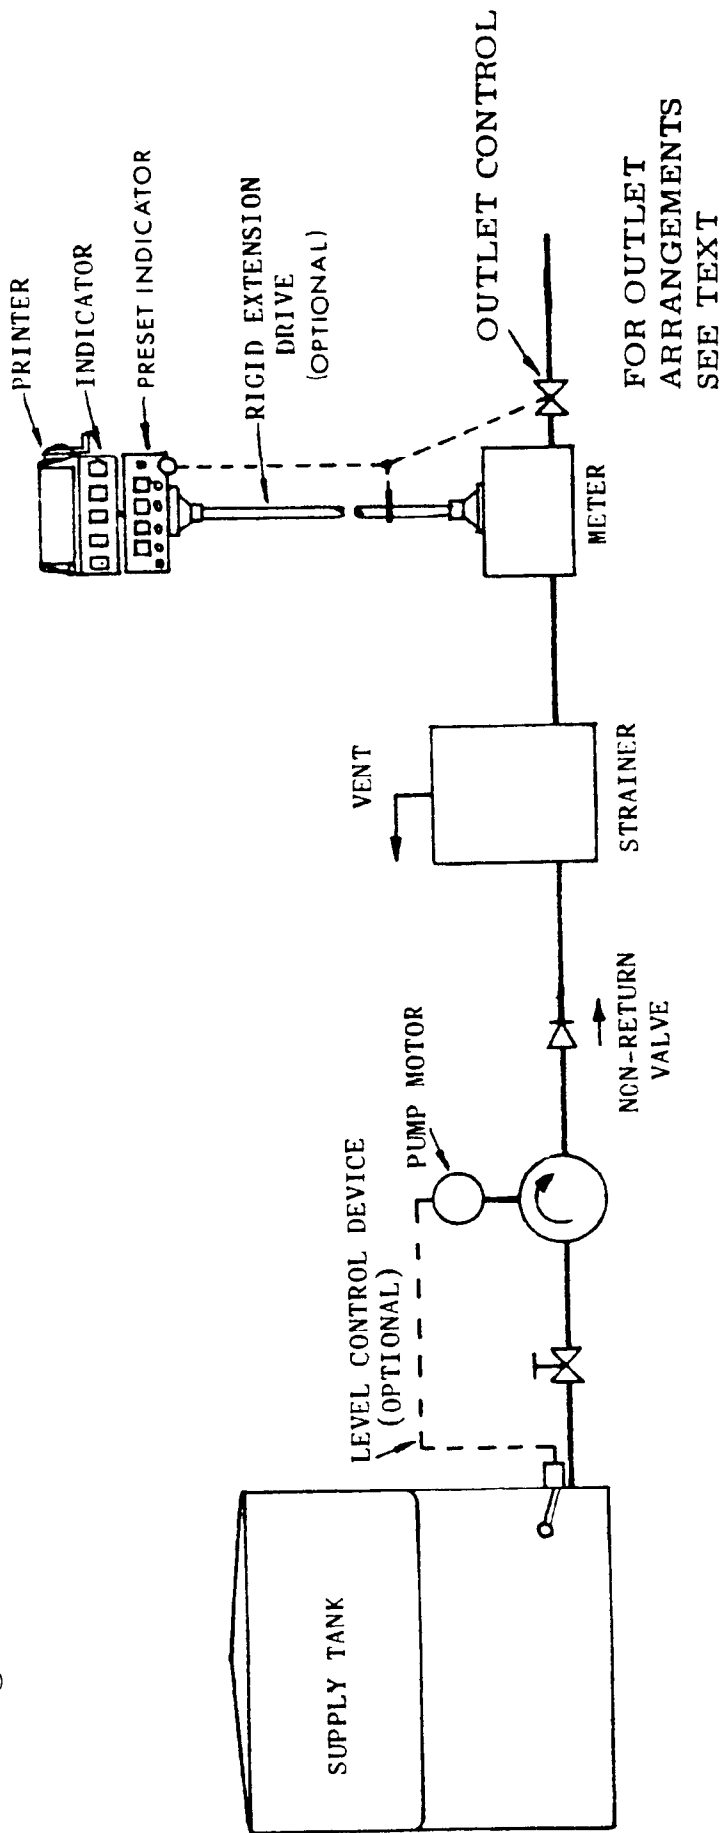 PRINTER
INDICATOR
PRESET INDICATOR
RIGID EXTENSION
DRIVE
(OPTIONAL)
OUTLET CONTROL
FOR OUTLET
ARRANGEMENTS
SEE TEXT
METER
VENT
STRAINER
NON-RETURN
VALVE
PUMP MOTOR
LEVEL CONTROL DEVICE
(OPTIONAL)
SUPPLY TANK